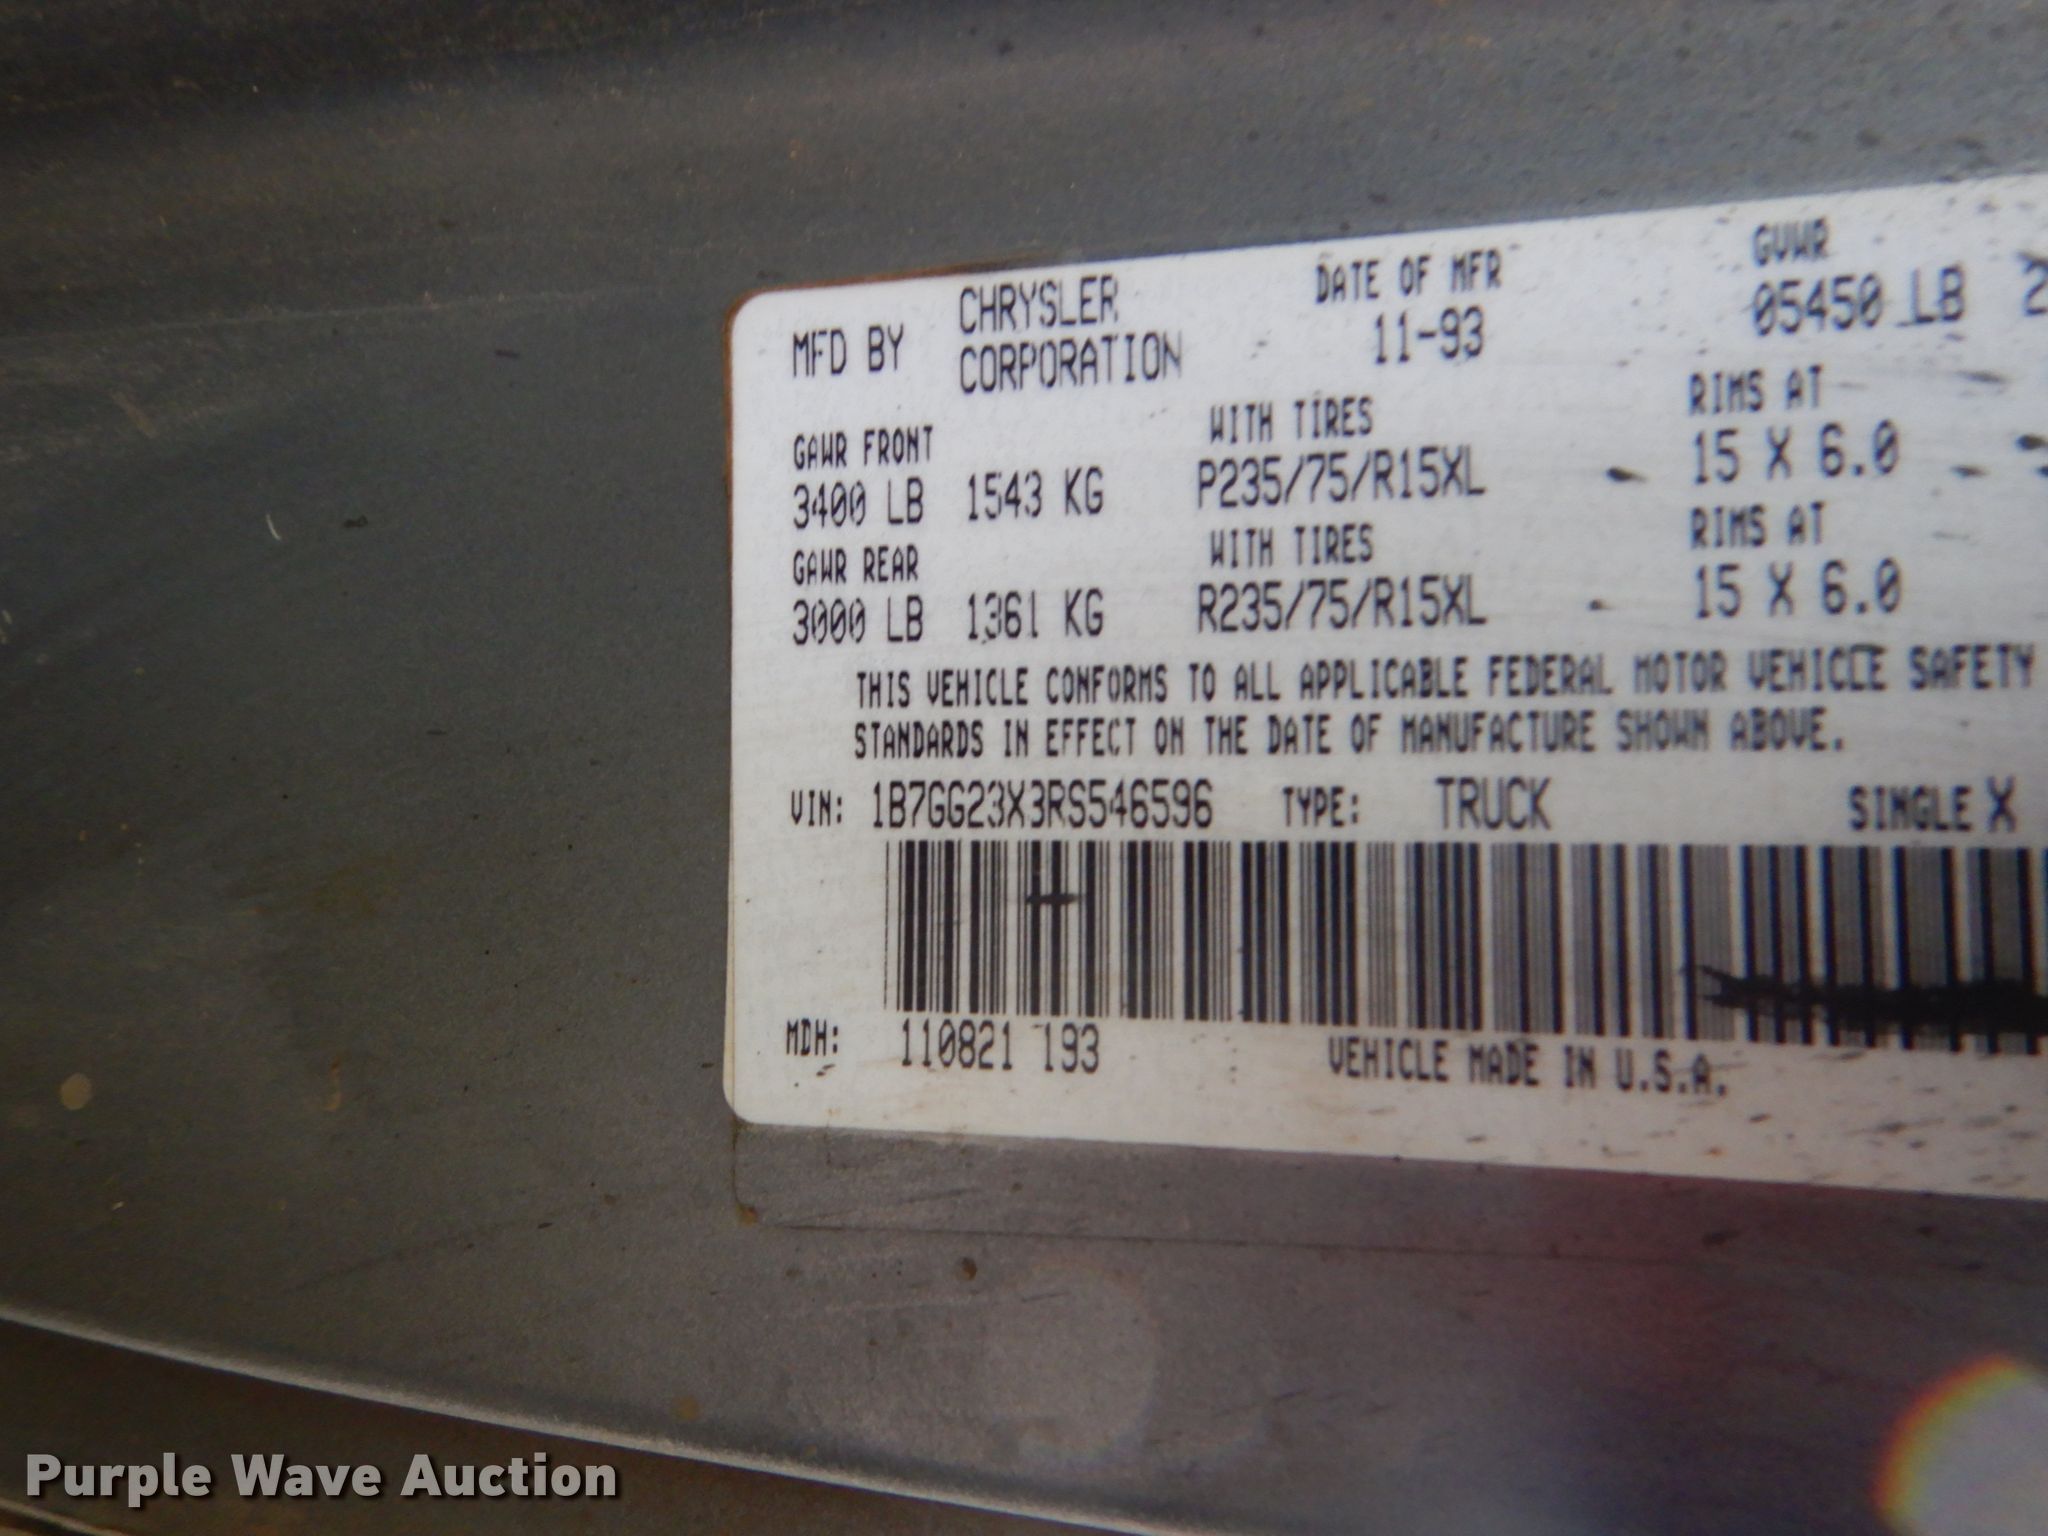 MFD BY CHRYSLER CORPORATION DATE OF MFR 11-93 GVWR 05450 LB 2
GAWR FRONT WITH TIRES RIMS AT
3400 LB 1543 KG P235/75/R15XL 15 X 6.0
GAWR REAR WITH TIRES RIMS AT
3000 LB 1361 KG R235/75/R15XL 15 X 6.0
THIS VEHICLE CONFORMS TO ALL APPLICABLE FEDERAL MOTOR VEHICLE SAFETY
STANDARDS IN EFFECT ON THE DATE OF MANUFACTURE SHOWN ABOVE.
VIN: 1B7GG23X3RS546596 TYPE: TRUCK SINGLE X
MDH: 110821 193 VEHICLE MADE IN U.S.A.
Purple Wave Auction